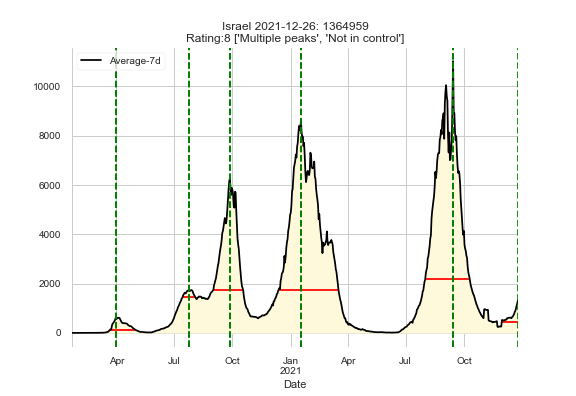 Israel 2021-12-26: 1364959
Rating:8 ['Multiple peaks', 'Not in control']
Average-7d
10000
8000
6000
4000
2000
0
Apr
Jul
Oct
Jan
2021
Apr
Jul
Oct
Date